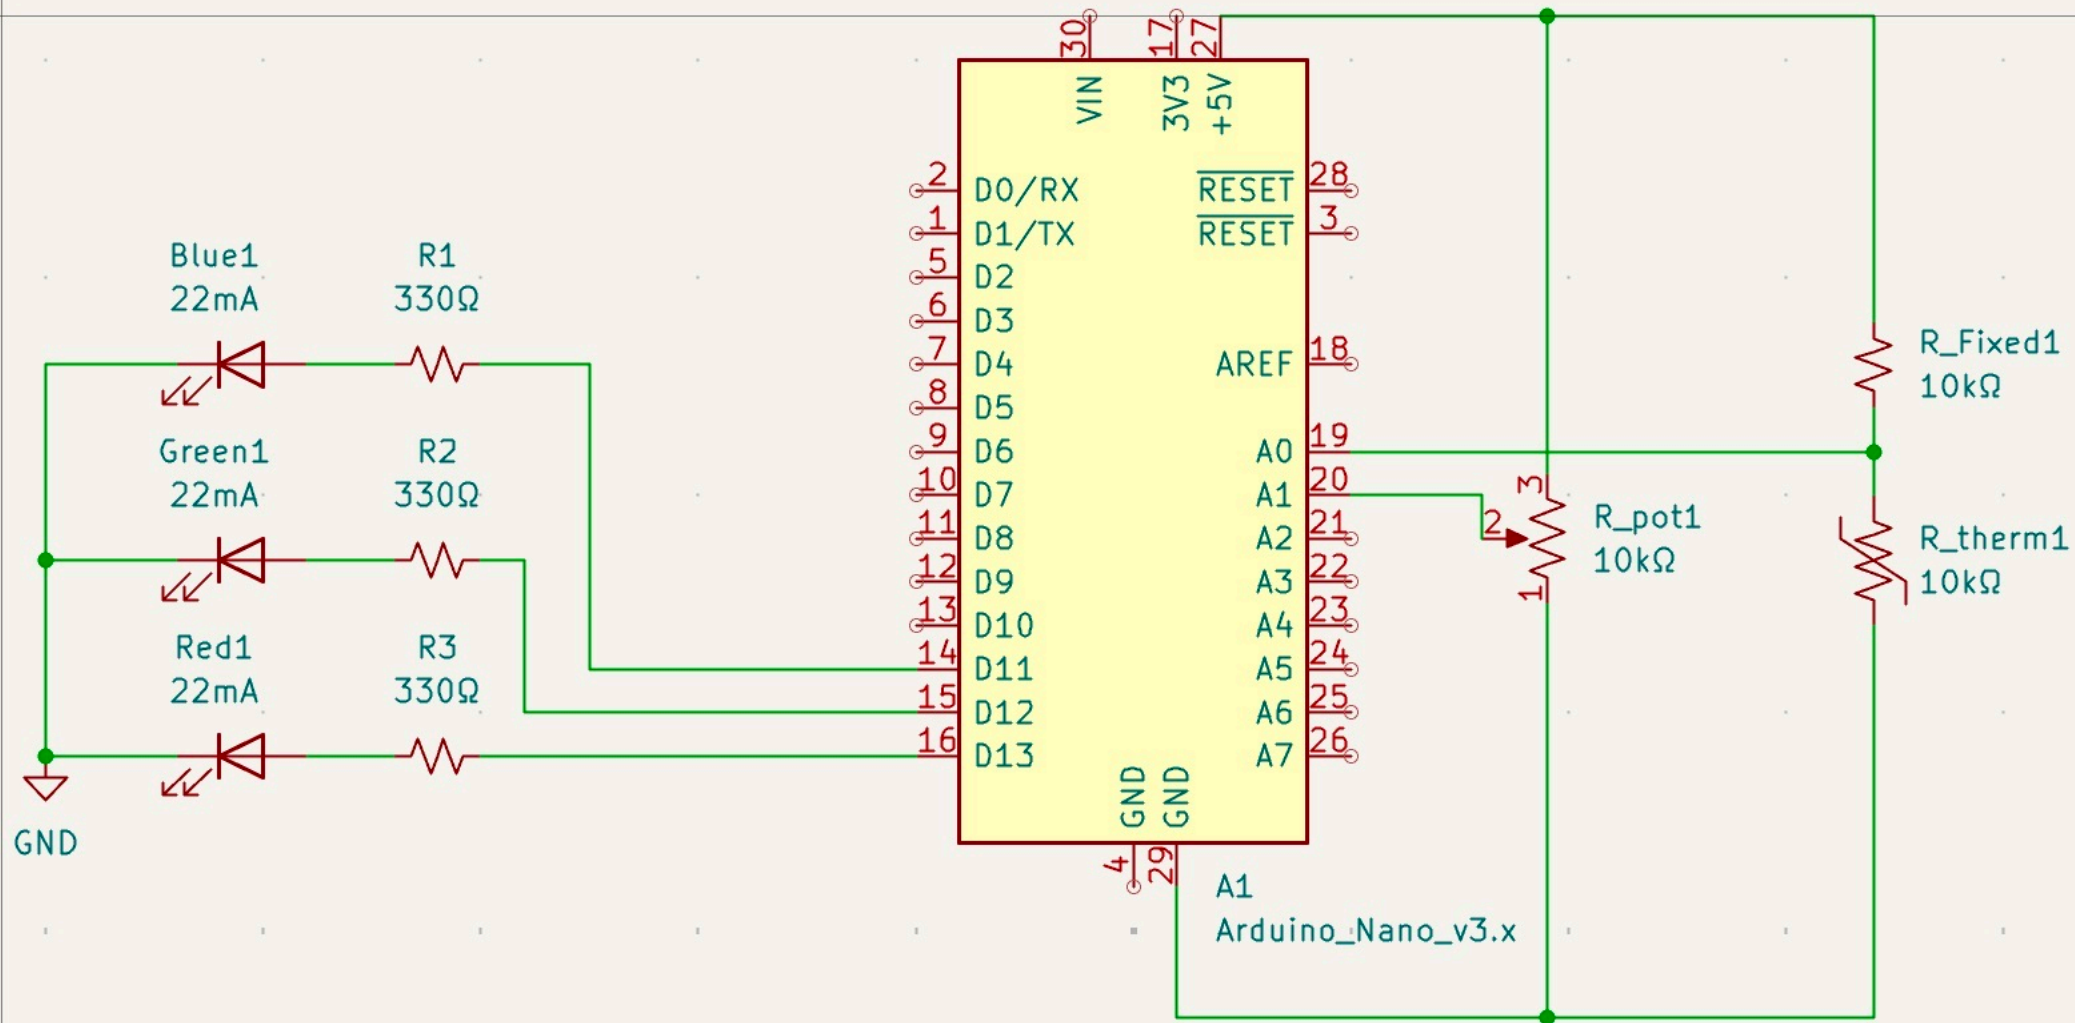 30
17
27
VIN
3V3
+5V
2
D0/RX
RESET
28
1
D1/TX
RESET
3
5
D2
6
D3
7
D4
AREF
18
8
D5
9
D6
A0
19
10
D7
A1
20
11
D8
A2
21
12
D9
A3
22
13
D10
A4
23
14
D11
A5
24
15
D12
A6
25
16
D13
A7
26
GND
GND
4
29
A1
Arduino_Nano_v3.x
Blue1
22mA
R1
330Ω
Green1
22mA
R2
330Ω
Red1
22mA
R3
330Ω
GND
R_Fixed1
10kΩ
3
2
1
R_pot1
10kΩ
R_therm1
10kΩ